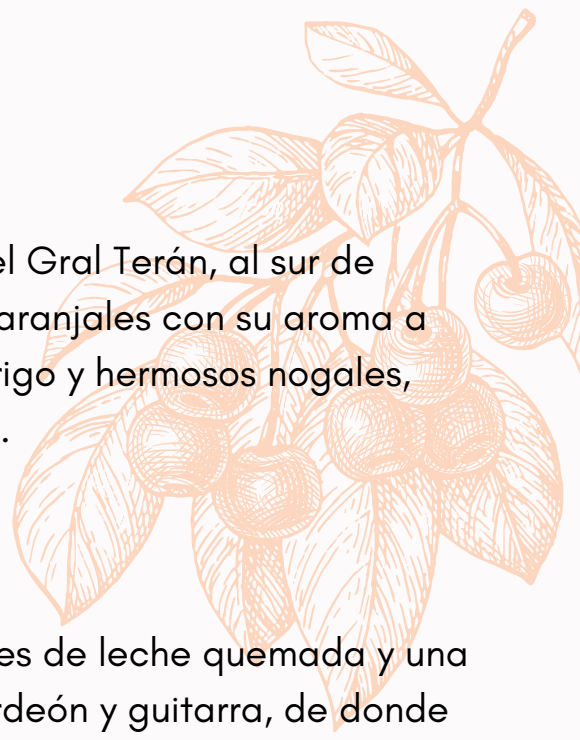 el Gral Terán, al sur de
aranjales con su aroma a
rigo y hermosos nogales,
.
es de leche quemada y una
rdeón y guitarra, de donde